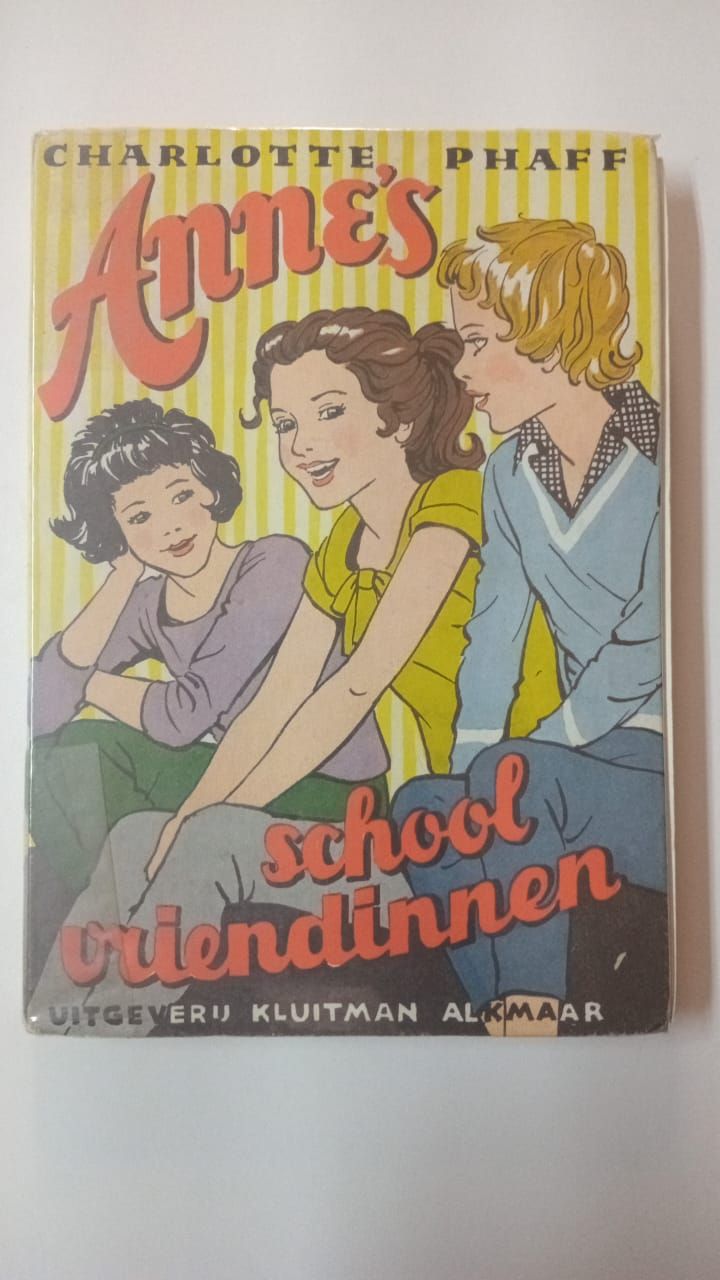 CHARLOTTE PHAFF
Anne's
school
vriendinnen
UITGEVERIJ KLUITMAN ALKMAAR